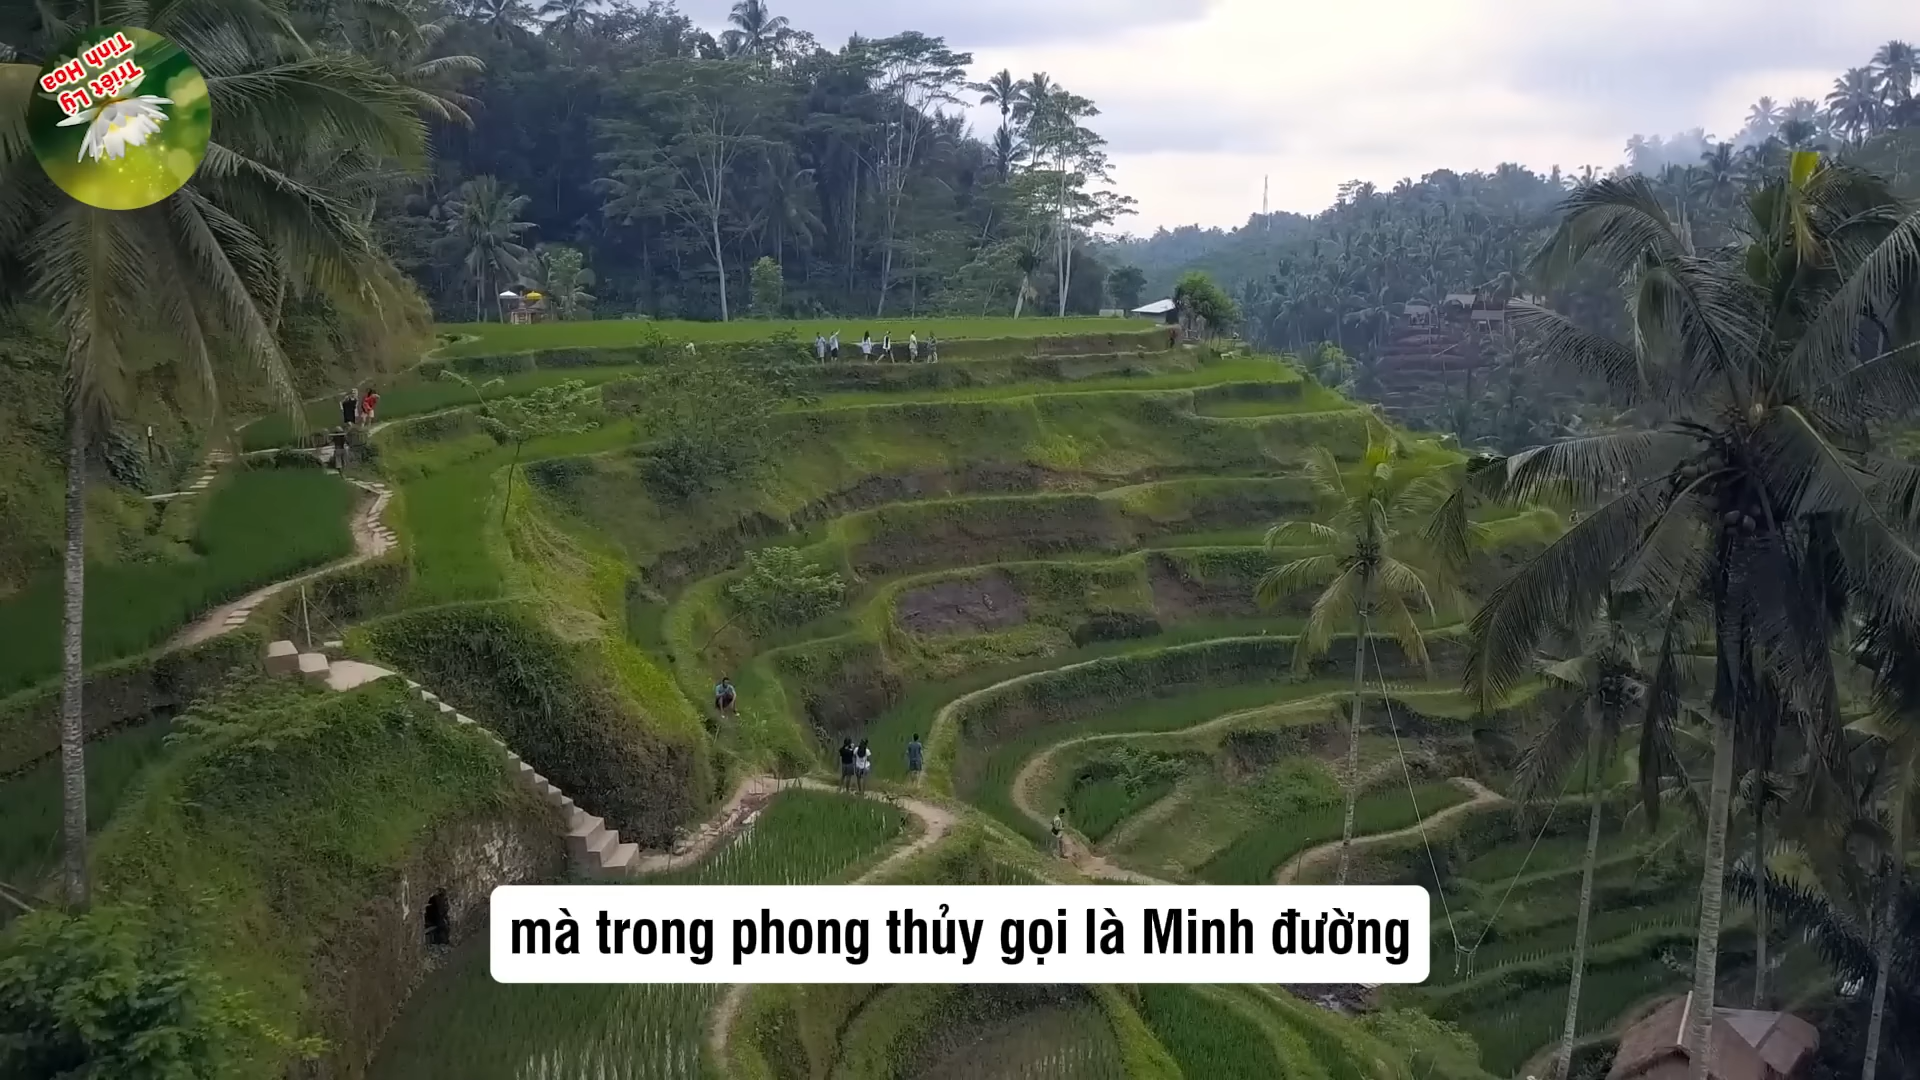 Triết Lý
Tinh Hoa
mà trong phong thủy gọi là Minh đường